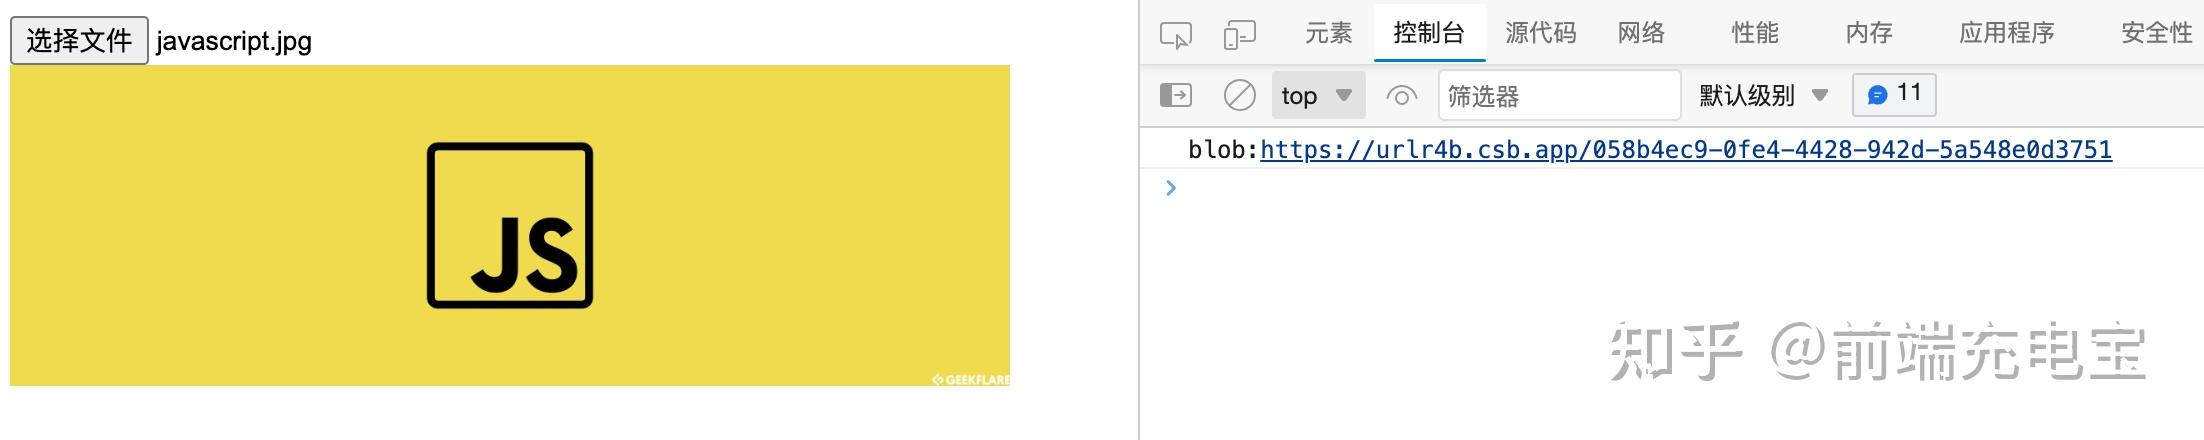 选择文件 javascript.jpg
JS
GEEKFLARE
元素 控制台 源代码 网络 性能 内存 应用程序 安全性
top 筛选器 默认级别 11
blob:https://urlr4b.csb.app/058b4ec9-0fe4-4428-942d-5a548e0d3751
知乎 @前端充电宝